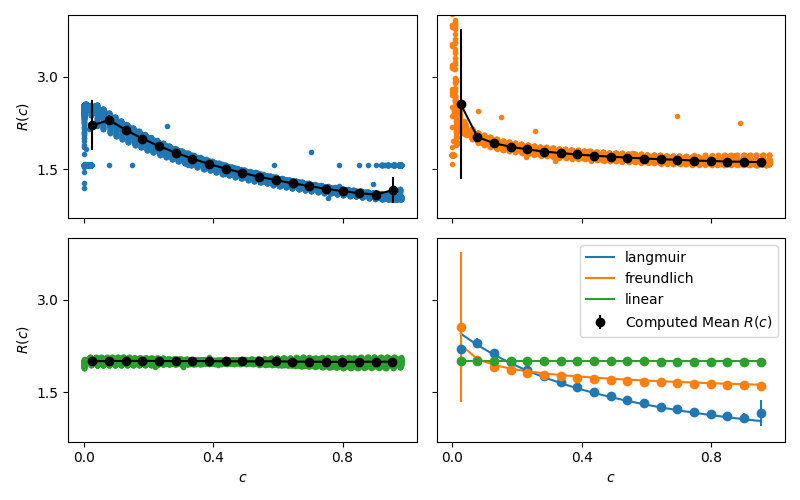 3.0
1.5
R(c)
3.0
1.5
R(c)
langmuir
freundlich
linear
Computed Mean R(c)
0.0 0.4 0.8
c
0.0 0.4 0.8
c